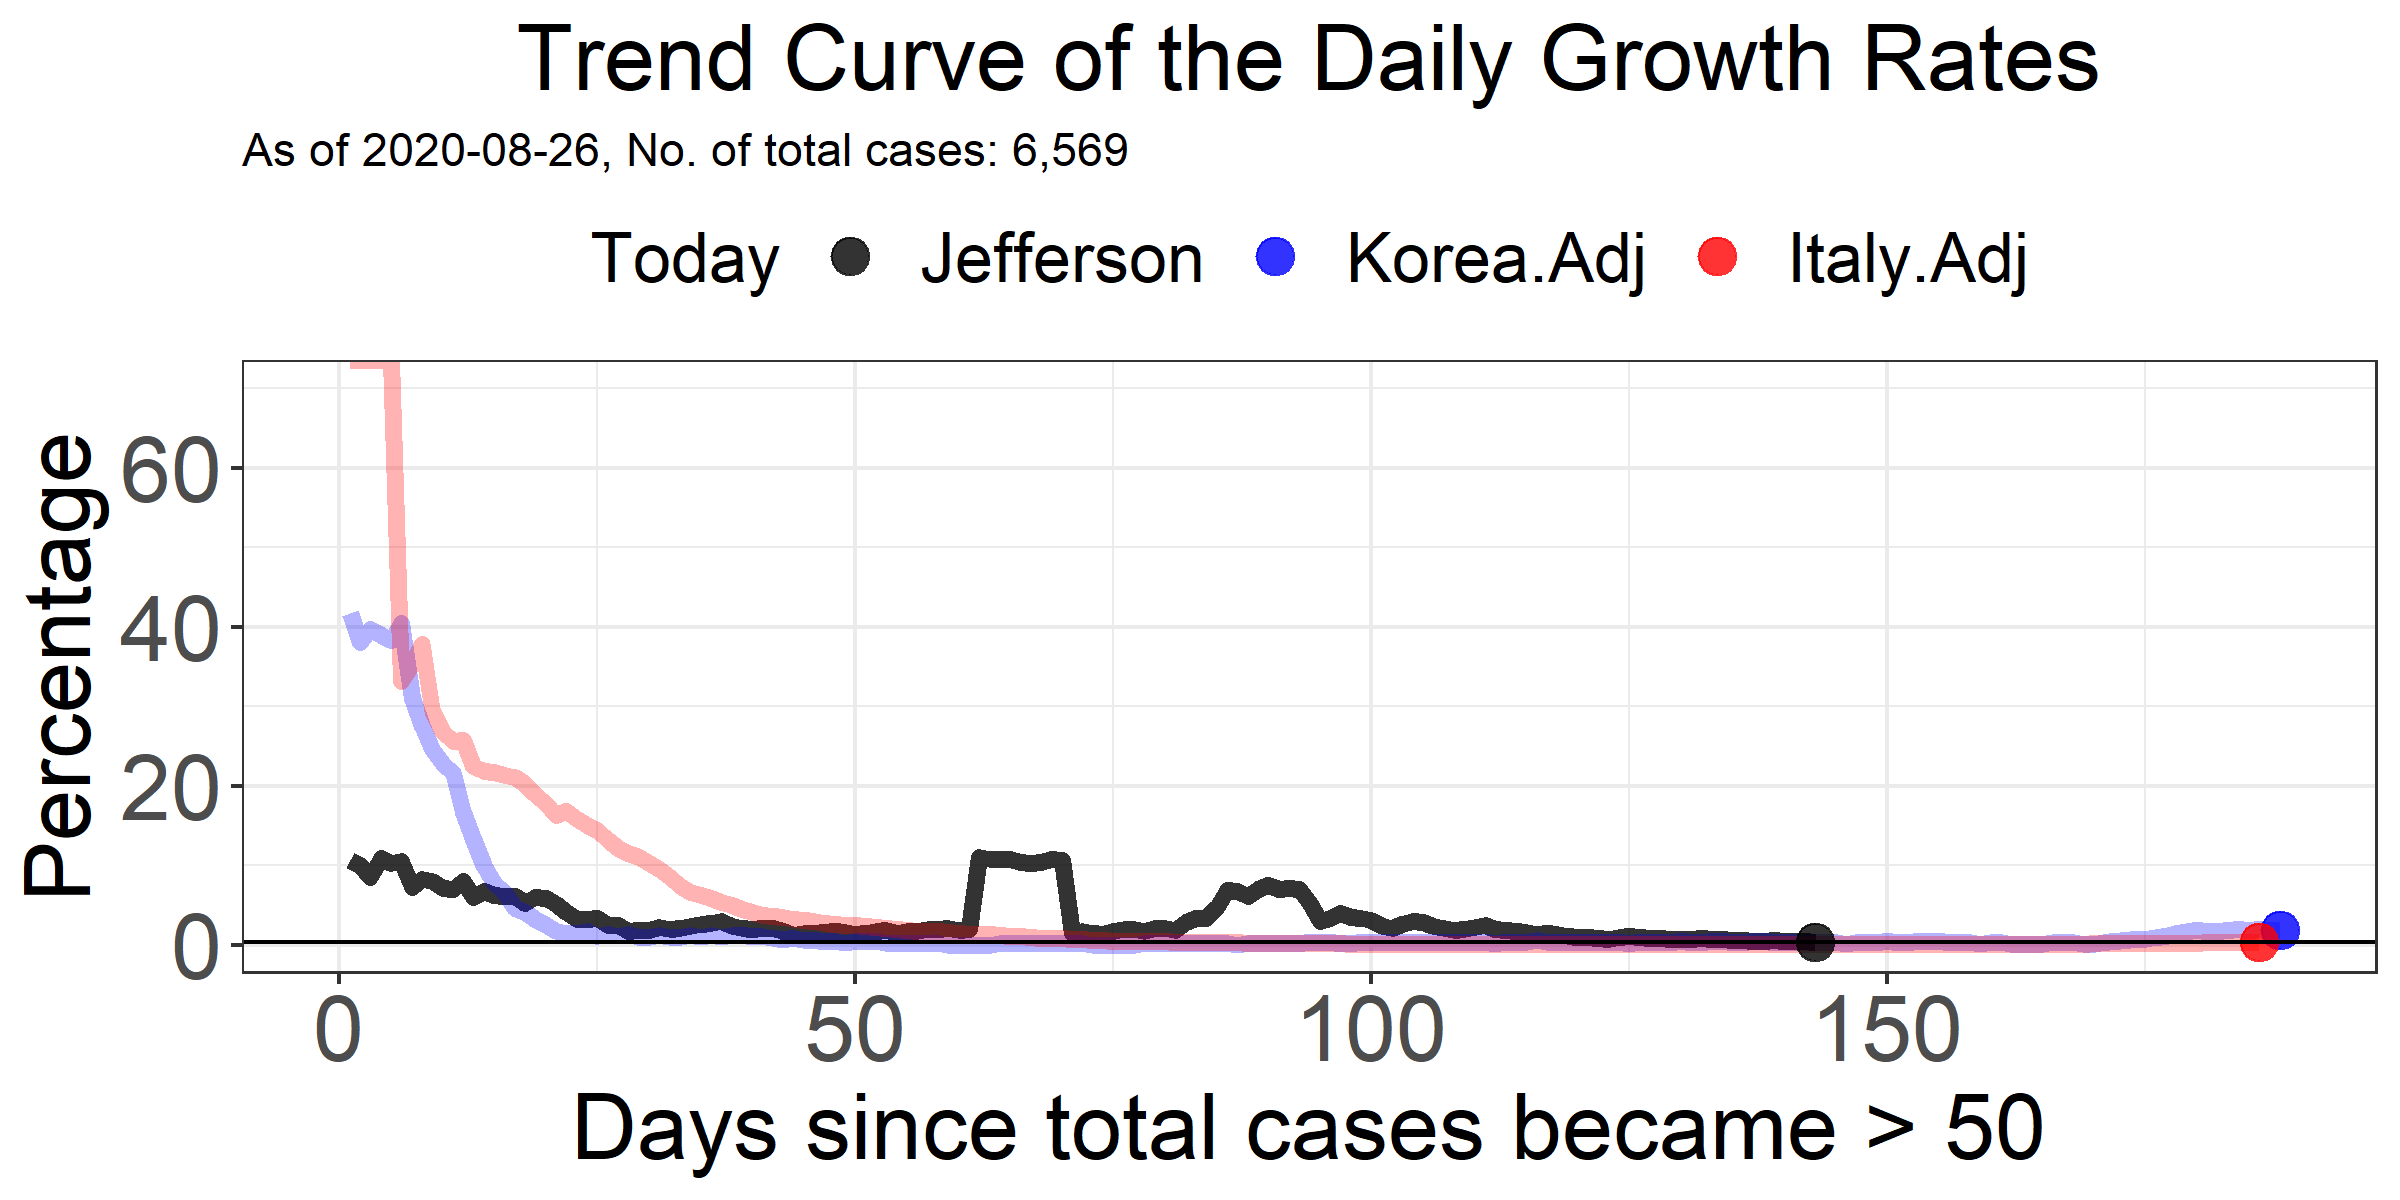 Trend Curve of the Daily Growth Rates
As of 2020-08-26, No. of total cases: 6,569
Today Jefferson Korea.Adj Italy.Adj
Percentage
60
40
20
0
0 50 100 150
Days since total cases became > 50